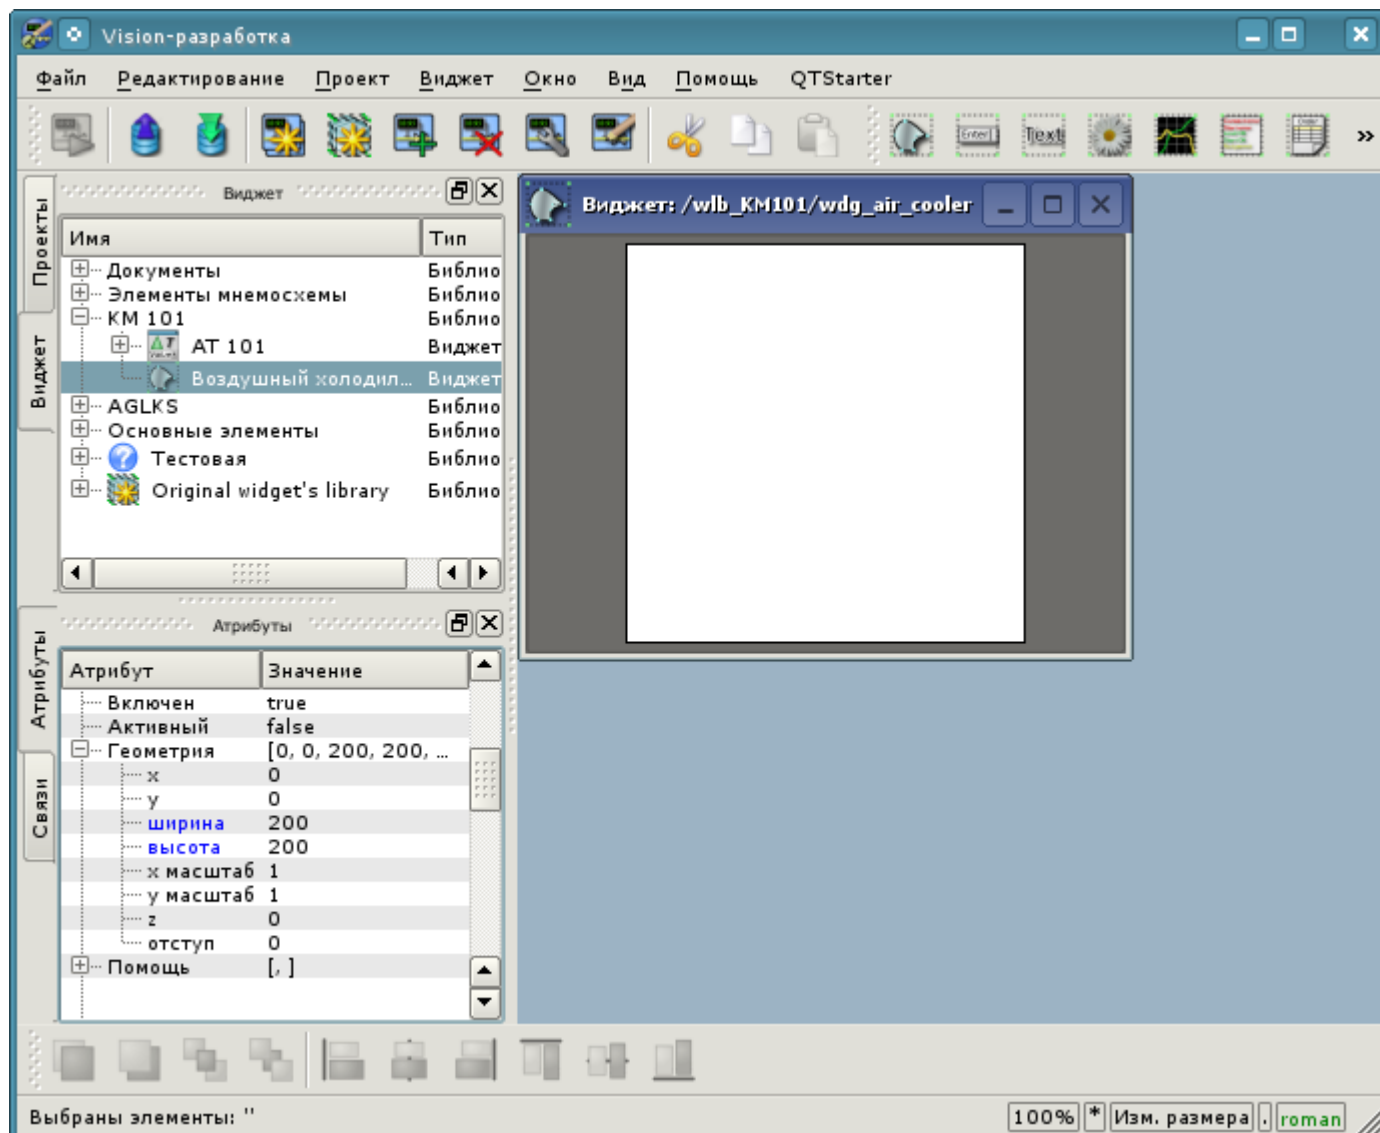 Vision-разработка
Файл Редактирование Проект Виджет Окно Вид Помощь QTStarter
Enter Text »
Проекты
Виджет
Виджет
Имя Тип
Документы Библио
Элементы мнемосхемы Библио
КМ 101 Библио
АТ 101 Виджет
Воздушный холодил... Виджет
AGLKS Библио
Основные элементы Библио
Тестовая Библио
Original widget's library Библио
Виджет: /wlb_KM101/wdg_air_cooler
Атрибуты
Связи
Атрибуты
Атрибут Значение
Включен true
Активный false
Геометрия [0, 0, 200, 200, ...
x 0
y 0
ширина 200
высота 200
x масштаб 1
y масштаб 1
z 0
отступ 0
Помощь [, ]
Выбраны элементы: ''
100% * Изм. размера . roman